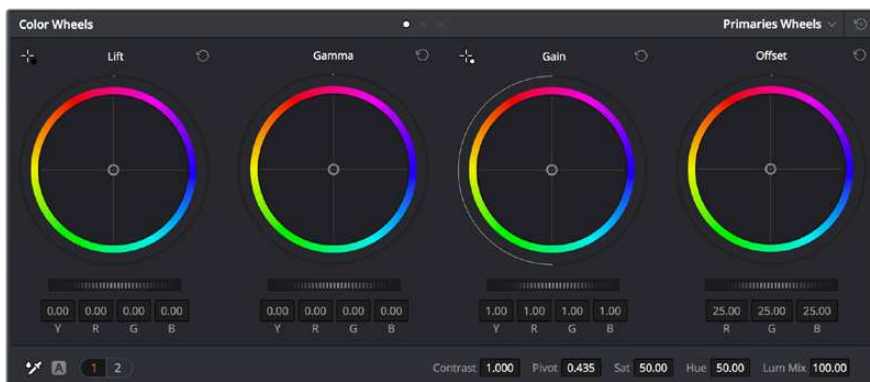 Color Wheels Primaries Wheels
Lift Gamma Gain Offset
0.00 0.00 0.00 0.00 0.00 0.00 0.00 0.00 1.00 1.00 1.00 1.00 25.00 25.00 25.00
Y R G B Y R G B Y R G B R G B
A 1 2 Contrast 1.000 Pivot 0.435 Sat 50.00 Hue 50.00 Lum Mix 100.00